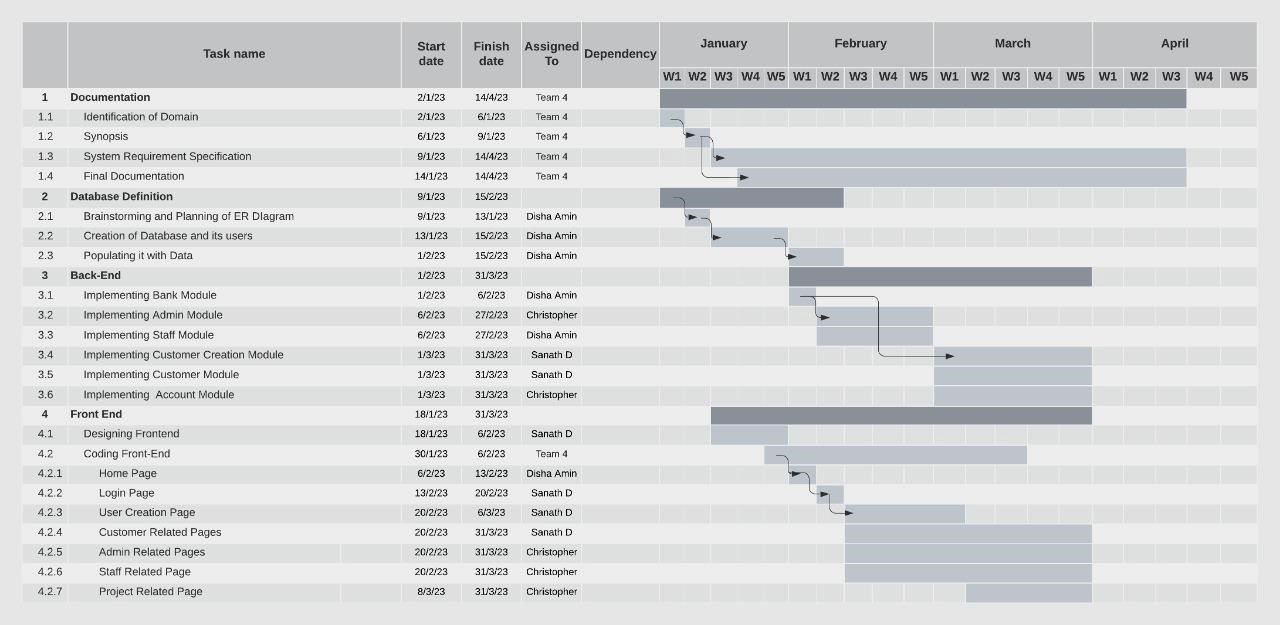 Task name Start date Finish date Assigned To Dependency January February March April
W1 W2 W3 W4 W5 W1 W2 W3 W4 W5 W1 W2 W3 W4 W5 W1 W2 W3 W4 W5
1 Documentation 2/1/23 14/4/23 Team 4
1.1 Identification of Domain 2/1/23 6/1/23 Team 4
1.2 Synopsis 6/1/23 9/1/23 Team 4
1.3 System Requirement Specification 9/1/23 14/4/23 Team 4
1.4 Final Documentation 14/1/23 14/4/23 Team 4
2 Database Definition 9/1/23 15/2/23
2.1 Brainstorming and Planning of ER DIagram 9/1/23 13/1/23 Disha Amin
2.2 Creation of Database and its users 13/1/23 15/2/23 Disha Amin
2.3 Populating it with Data 1/2/23 15/2/23 Disha Amin
3 Back-End 1/2/23 31/3/23
3.1 Implementing Bank Module 1/2/23 6/2/23 Disha Amin
3.2 Implementing Admin Module 6/2/23 27/2/23 Christopher
3.3 Implementing Staff Module 6/2/23 27/2/23 Disha Amin
3.4 Implementing Customer Creation Module 1/3/23 31/3/23 Sanath D
3.5 Implementing Customer Module 1/3/23 31/3/23 Sanath D
3.6 Implementing Account Module 1/3/23 31/3/23 Christopher
4 Front End 18/1/23 31/3/23
4.1 Designing Frontend 18/1/23 6/2/23 Sanath D
4.2 Coding Front-End 30/1/23 6/2/23 Team 4
4.2.1 Home Page 6/2/23 13/2/23 Disha Amin
4.2.2 Login Page 13/2/23 20/2/23 Sanath D
4.2.3 User Creation Page 20/2/23 6/3/23 Sanath D
4.2.4 Customer Related Pages 20/2/23 31/3/23 Sanath D
4.2.5 Admin Related Pages 20/2/23 31/3/23 Christopher
4.2.6 Staff Related Page 20/2/23 31/3/23 Christopher
4.2.7 Project Related Page 8/3/23 31/3/23 Christopher